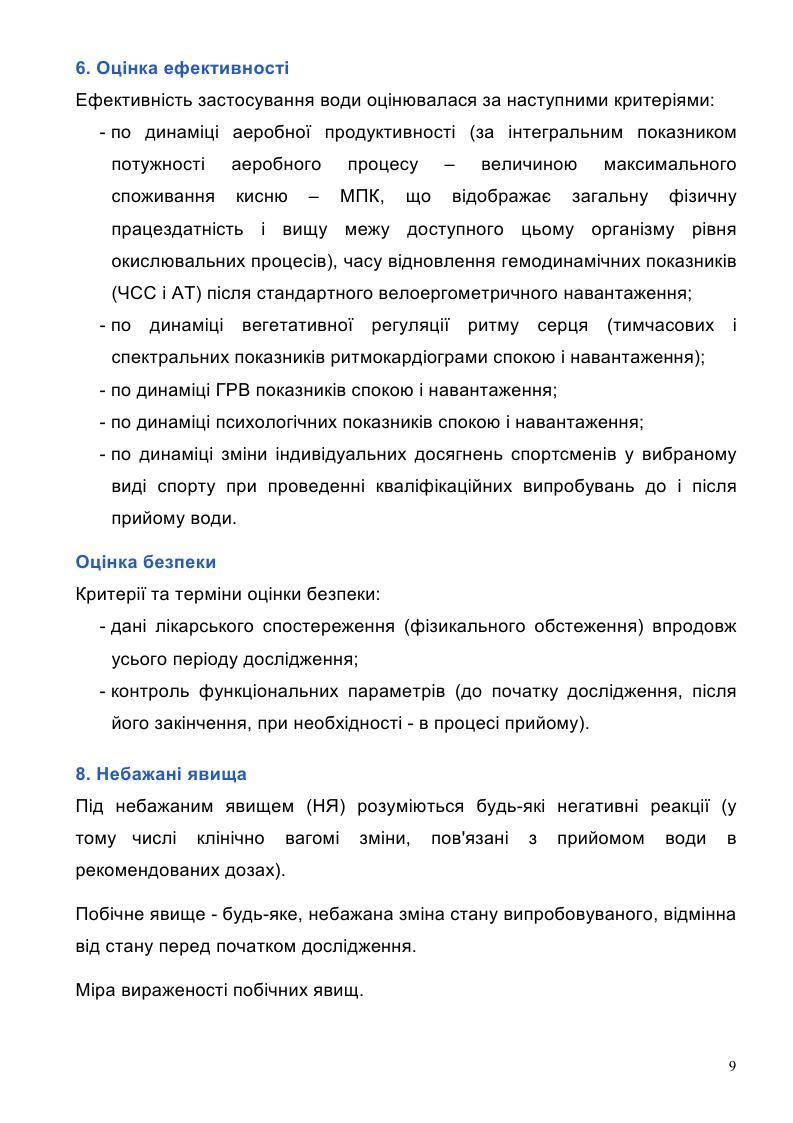 6. Оцінка ефективності
Ефективність застосування води оцінювалася за наступними критеріями:
- по динаміці аеробної продуктивності (за інтегральним показником
потужності аеробного процесу – величиною максимального
споживання кисню – МПК, що відображає загальну фізичну
працездатність і вищу межу доступного цьому організму рівня
окислювальних процесів), часу відновлення гемодинамічних показників
(ЧСС і АТ) після стандартного велоергометричного навантаження;
- по динаміці вегетативної регуляції ритму серця (тимчасових і
спектральних показників ритмокардіограми спокою і навантаження);
- по динаміці ГРВ показників спокою і навантаження;
- по динаміці психологічних показників спокою і навантаження;
- по динаміці зміни індивідуальних досягнень спортсменів у вибраному
виді спорту при проведенні кваліфікаційних випробувань до і після
прийому води.
Оцінка безпеки
Критерії та терміни оцінки безпеки:
- дані лікарського спостереження (фізикального обстеження) впродовж
усього періоду дослідження;
- контроль функціональних параметрів (до початку дослідження, після
його закінчення, при необхідності - в процесі прийому).
8. Небажані явища
Під небажаним явищем (НЯ) розуміються будь-які негативні реакції (у
тому числі клінічно вагомі зміни, пов'язані з прийомом води в
рекомендованих дозах).
Побічне явище - будь-яке, небажана зміна стану випробовуваного, відмінна
від стану перед початком дослідження.
Міра вираженості побічних явищ.
9